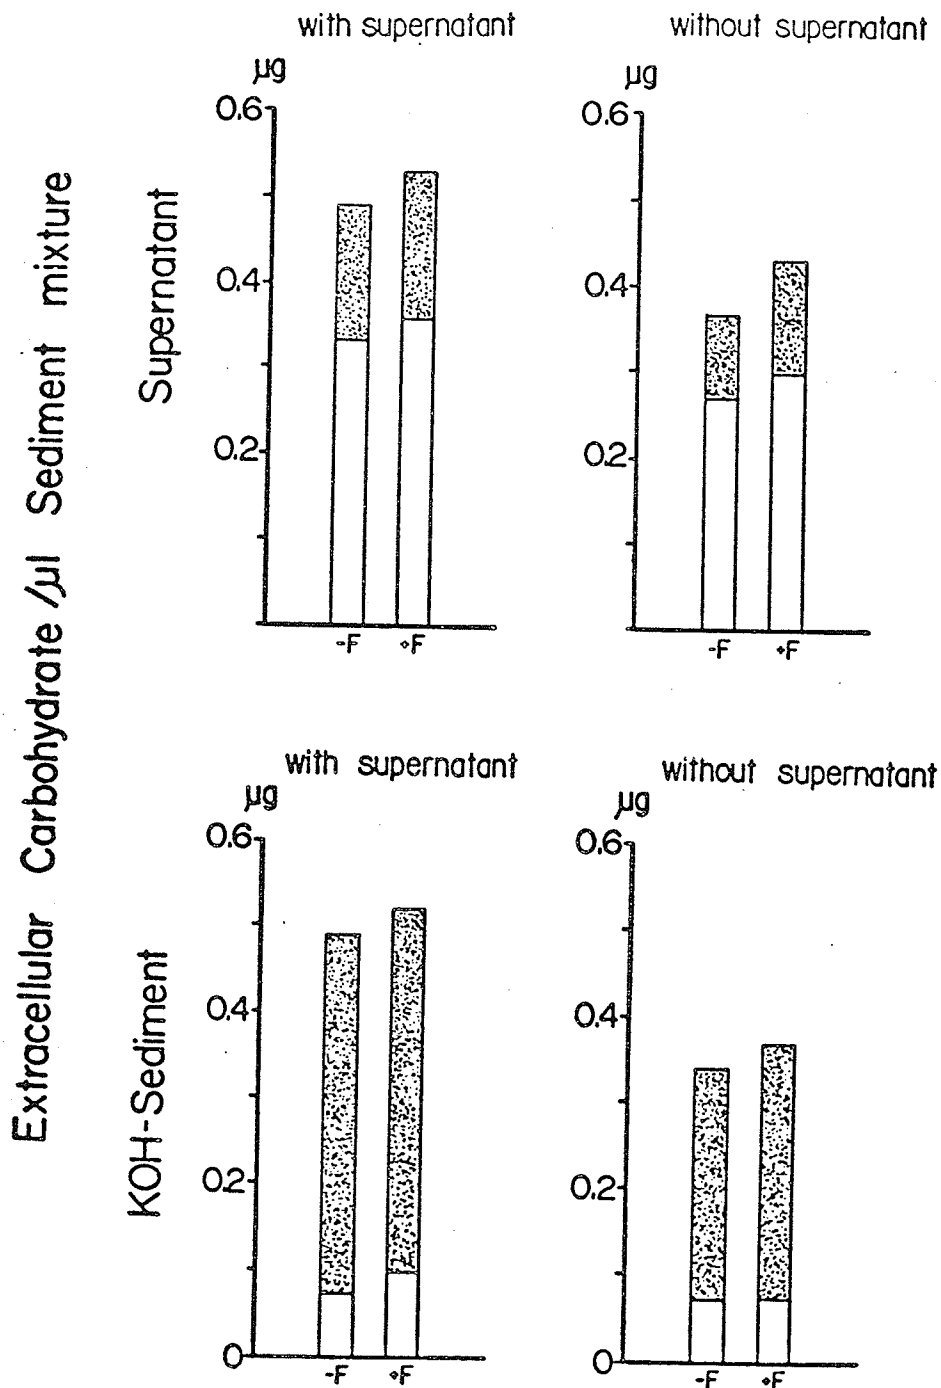 Extracellular Carbohydrate /µl Sediment mixture
Supernatant
with supernatant
µg
0.6
0.4
0.2
-F +F
without supernatant
µg
0.6
0.4
0.2
-F +F
KOH-Sediment
with supernatant
µg
0.6
0.4
0.2
0
-F +F
without supernatant
µg
0.6
0.4
0.2
0
-F +F